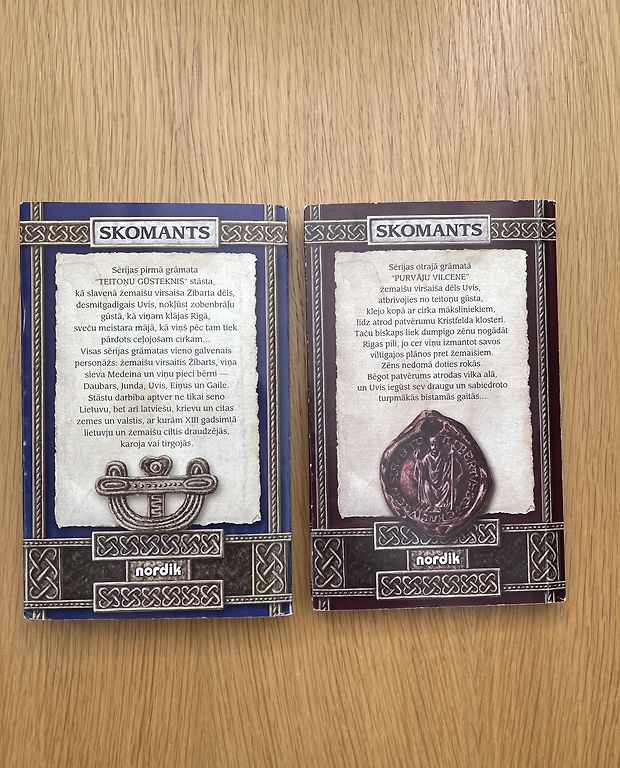 SKOMANTS
Sērijas pirmā grāmata
"TEITOŅU GŪSTEKNIS" stāsta,
kā slavenā žemaišu virsaiša Žibarta dēls,
desmitgadīgais Uvis, nokļūst zobenbrāļu
gūstā, kā viņam klājas Rīgā,
sveču meistara mājā, kā viņš pēc tam tiek
pārdots ceļojošam cirkam...
Visas sērijas grāmatas vieno galvenais
personāžs: žemaišu virsaitis Žibarts, viņa
sieva Medeina un viņu pieci bērni —
Daubars, Junda, Uvis, Eiņus un Gaile.
Stāstu darbība aptver ne tikai seno
Lietuvu, bet arī latviešu, krievu un citas
zemes un valstis, ar kurām XIII gadsimtā
lietuvju un žemaišu ciltis draudzējās,
karoja vai tirgojās.
nordik
SKOMANTS
Sērijas otrajā grāmatā
"PURVĀJU VILCENE"
žemaišu virsaiša dēls Uvis,
atbrīvojies no teitoņu gūsta,
klejo kopā ar cirka māksliniekiem,
līdz atrod patvērumu Kristfelda klosterī.
Taču bīskaps liek dumpīgo zēnu nogādāt
Rīgas pilī, jo cer viņu izmantot savos
viltīgajos plānos pret žemaišiem.
Zēns nedomā doties rokās.
Bēgot patvērums atrodas vilka alā,
un Uvis iegūst sev draugu un sabiedroto
turpmākās bīstamās gaitās...
nordik